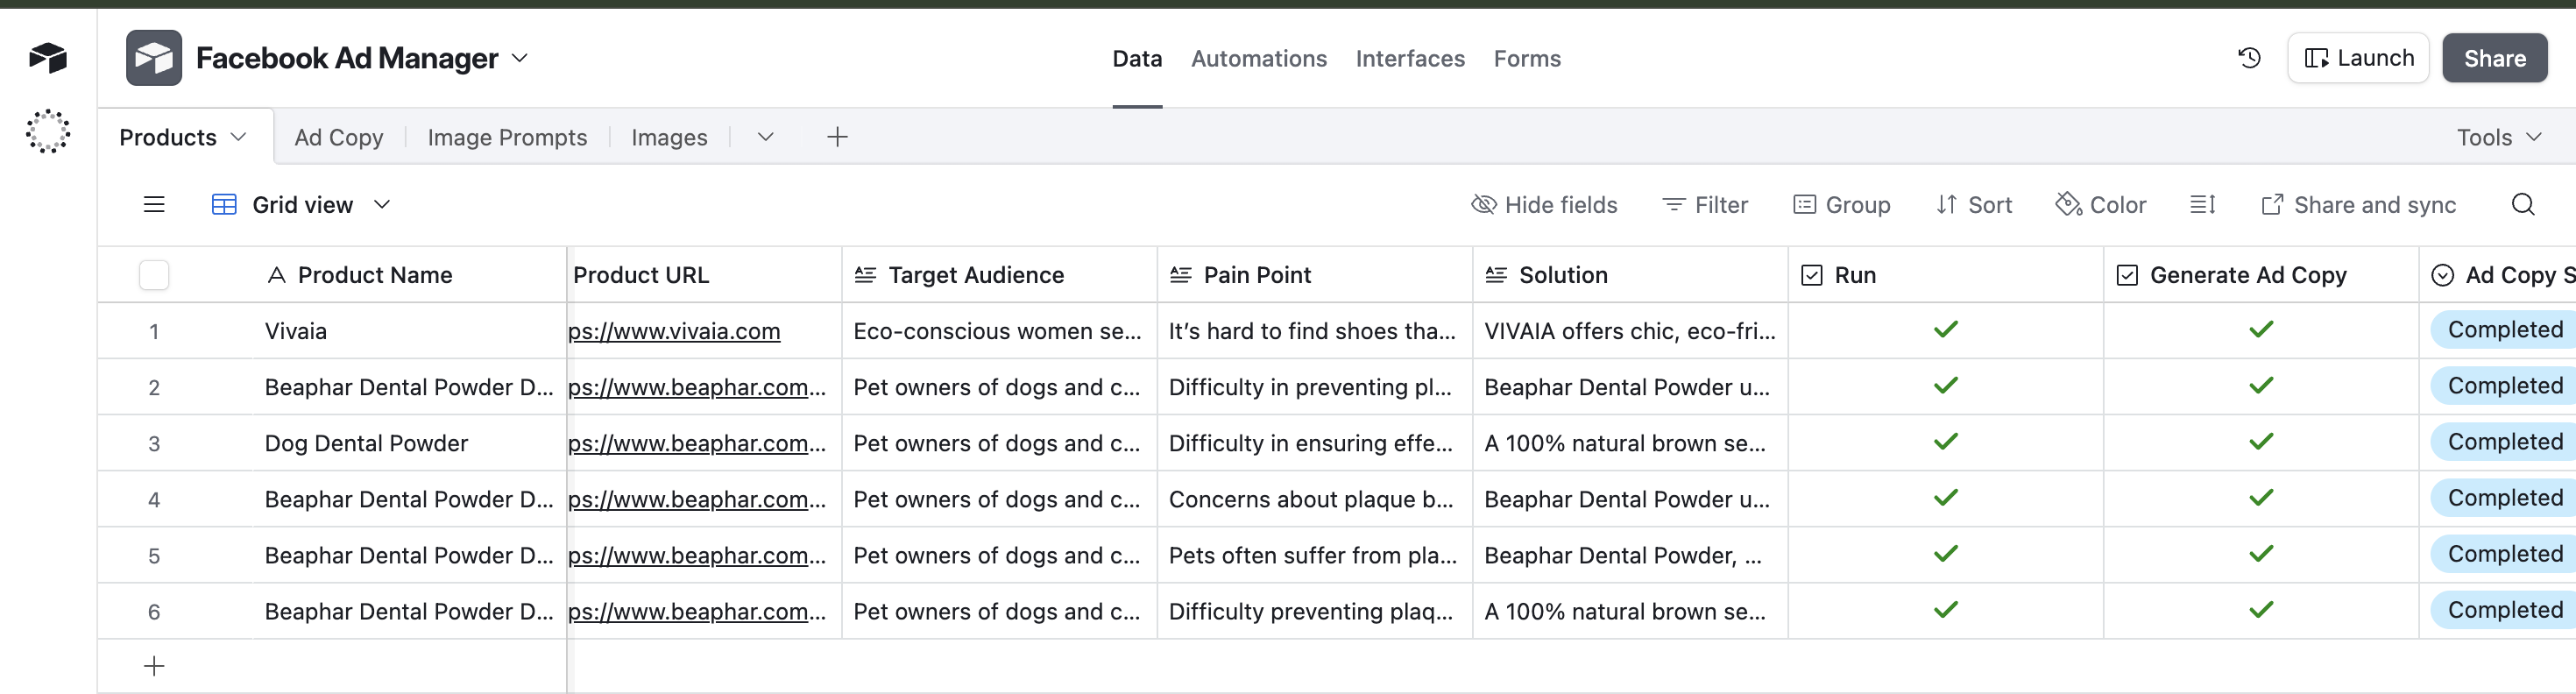 Facebook Ad Manager
Data Automations Interfaces Forms
Launch Share
Products Ad Copy Image Prompts Images
Tools
Grid view
Hide fields Filter Group Sort Color Share and sync
Product Name Product URL Target Audience Pain Point Solution Run Generate Ad Copy Ad Copy S
1 Vivaia ps://www.vivaia.com Eco-conscious women se... It’s hard to find shoes tha... VIVAIA offers chic, eco-fri... Completed
2 Beaphar Dental Powder D... ps://www.beaphar.com... Pet owners of dogs and c... Difficulty in preventing pl... Beaphar Dental Powder u... Completed
3 Dog Dental Powder ps://www.beaphar.com... Pet owners of dogs and c... Difficulty in ensuring effe... A 100% natural brown se... Completed
4 Beaphar Dental Powder D... ps://www.beaphar.com... Pet owners of dogs and c... Concerns about plaque b... Beaphar Dental Powder u... Completed
5 Beaphar Dental Powder D... ps://www.beaphar.com... Pet owners of dogs and c... Pets often suffer from pla... Beaphar Dental Powder, ... Completed
6 Beaphar Dental Powder D... ps://www.beaphar.com... Pet owners of dogs and c... Difficulty preventing plaq... A 100% natural brown se... Completed